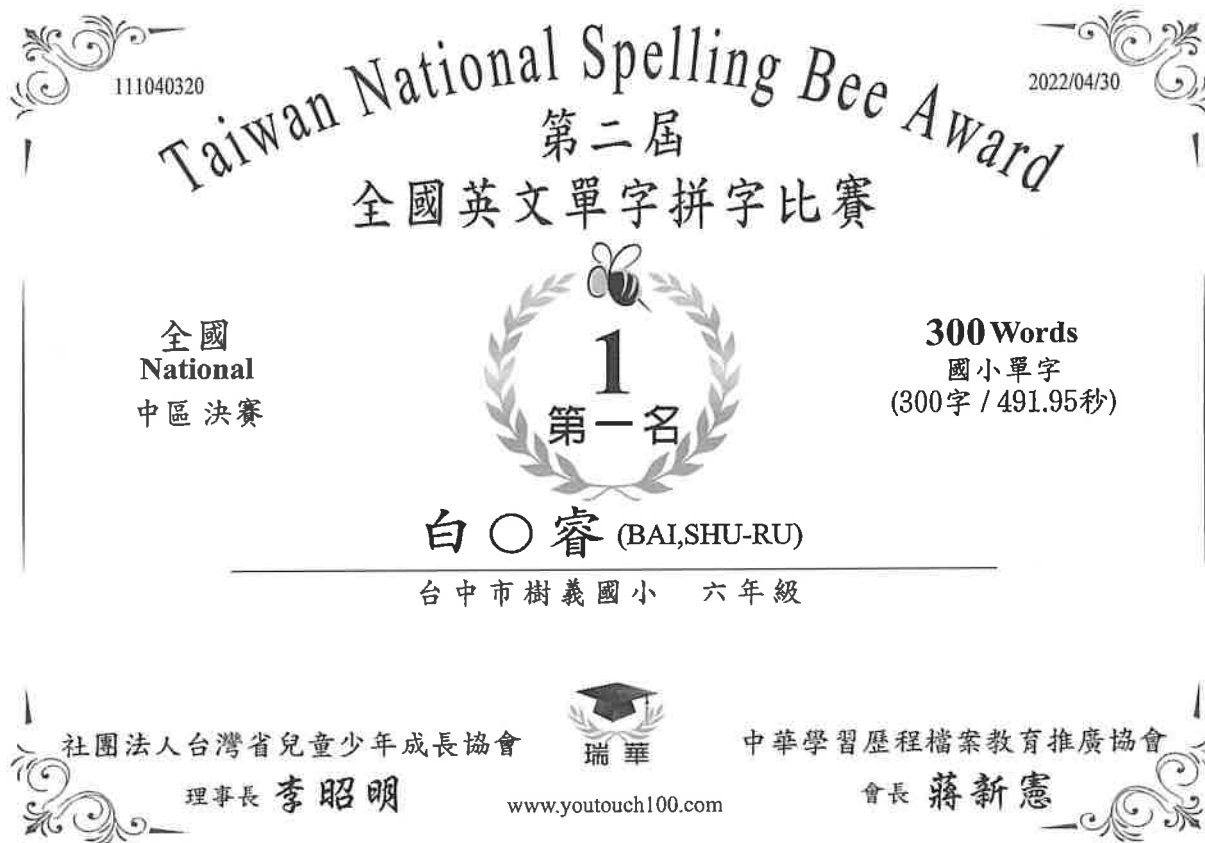 111040320
2022/04/30
Taiwan National Spelling Bee Award
第二屆
全國英文單字拼字比賽
全國
National
中區 決賽
1
第一名
300 Words
國小單字
(300字 / 491.95秒)
白〇睿 (BAI,SHU-RU)
台中市樹義國小 六年級
社團法人台灣省兒童少年成長協會
理事長 李昭明
瑞華
www.youtouch100.com
中華學習歷程檔案教育推廣協會
會長 蔣新憲